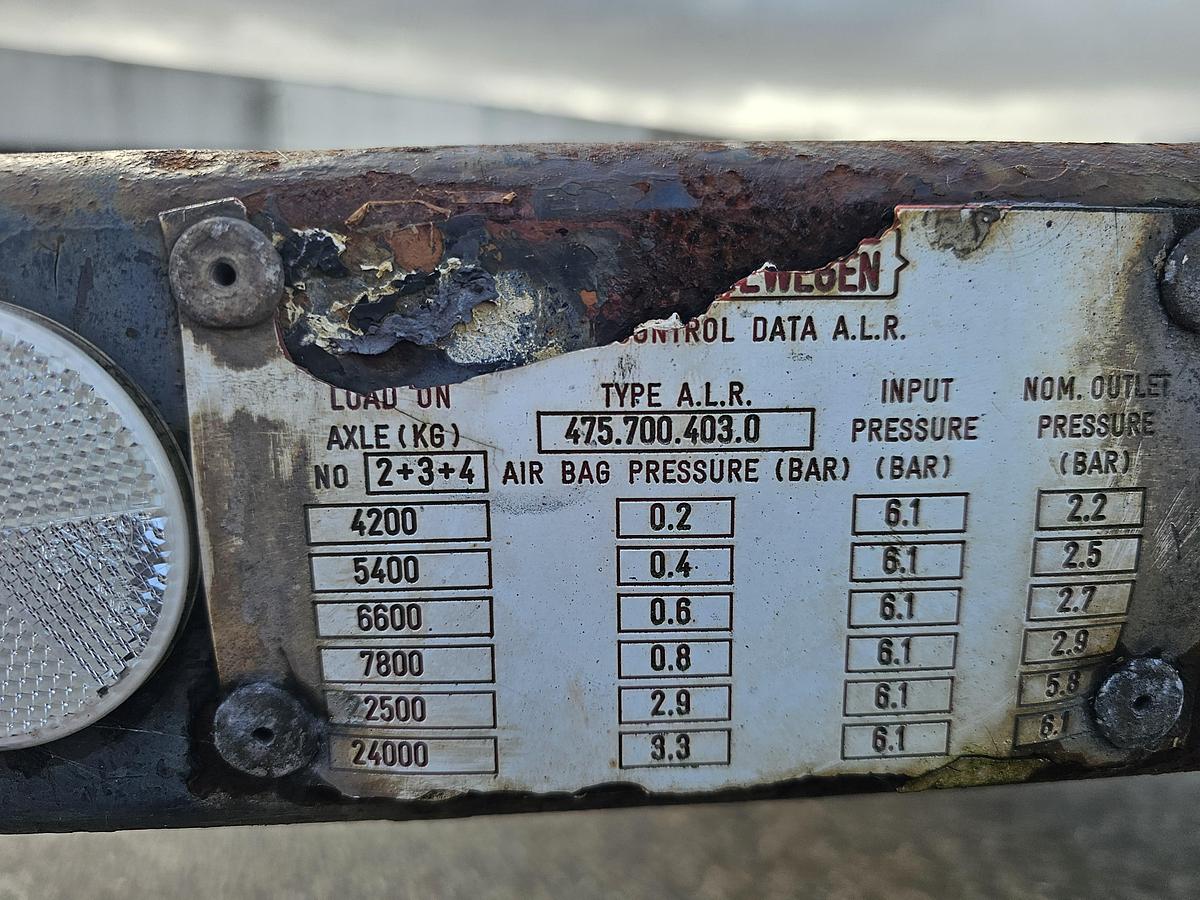 CONTROL DATA A.L.R.
LOAD ON TYPE A.L.R. INPUT NOM. OUTLET
AXLE (KG) 475.700.403.0 PRESSURE PRESSURE
NO 2+3+4 AIR BAG PRESSURE (BAR) (BAR) (BAR)
4200 0.2 6.1 2.2
5400 0.4 6.1 2.5
6600 0.6 6.1 2.7
7800 0.8 6.1 2.9
22500 2.9 6.1 5.8
24000 3.3 6.1 6.1